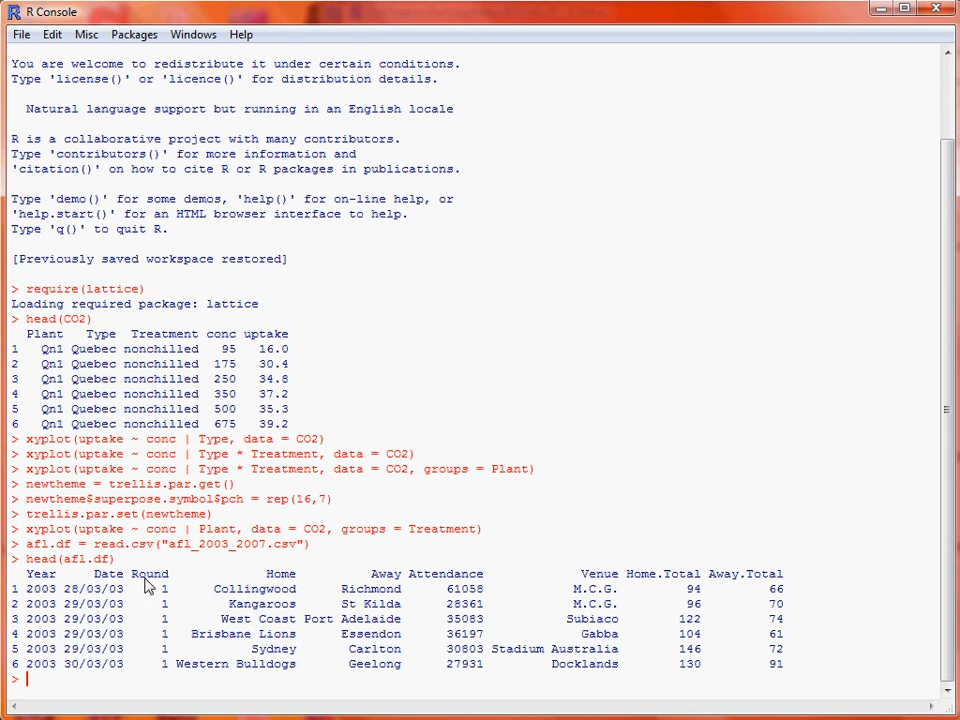 R Console
File Edit Misc Packages Windows Help
You are welcome to redistribute it under certain conditions.
Type 'license()' or 'licence()' for distribution details.
Natural language support but running in an English locale
R is a collaborative project with many contributors.
Type 'contributors()' for more information and
'citation()' on how to cite R or R packages in publications.
Type 'demo()' for some demos, 'help()' for on-line help, or
'help.start()' for an HTML browser interface to help.
Type 'q()' to quit R.
[Previously saved workspace restored]
> require(lattice)
Loading required package: lattice
> head(CO2)
Plant Type Treatment conc uptake
1 Qn1 Quebec nonchilled 95 16.0
2 Qn1 Quebec nonchilled 175 30.4
3 Qn1 Quebec nonchilled 250 34.8
4 Qn1 Quebec nonchilled 350 37.2
5 Qn1 Quebec nonchilled 500 35.3
6 Qn1 Quebec nonchilled 675 39.2
> xyplot(uptake ~ conc | Type, data = CO2)
> xyplot(uptake ~ conc | Type * Treatment, data = CO2)
> xyplot(uptake ~ conc | Type * Treatment, data = CO2, groups = Plant)
> newtheme = trellis.par.get()
> newtheme$superpose.symbol$pch = rep(16,7)
> trellis.par.set(newtheme)
> xyplot(uptake ~ conc | Plant, data = CO2, groups = Treatment)
> afl.df = read.csv("afl_2003_2007.csv")
> head(afl.df)
Year Date Round Home Away Attendance Venue Home.Total Away.Total
1 2003 28/03/03 1 Collingwood Richmond 61058 M.C.G. 94 66
2 2003 29/03/03 1 Kangaroos St Kilda 28361 M.C.G. 96 70
3 2003 29/03/03 1 West Coast Port Adelaide 35083 Subiaco 122 74
4 2003 29/03/03 1 Brisbane Lions Essendon 36197 Gabba 104 61
5 2003 29/03/03 1 Sydney Carlton 30803 Stadium Australia 146 72
6 2003 30/03/03 1 Western Bulldogs Geelong 27931 Docklands 130 91
>